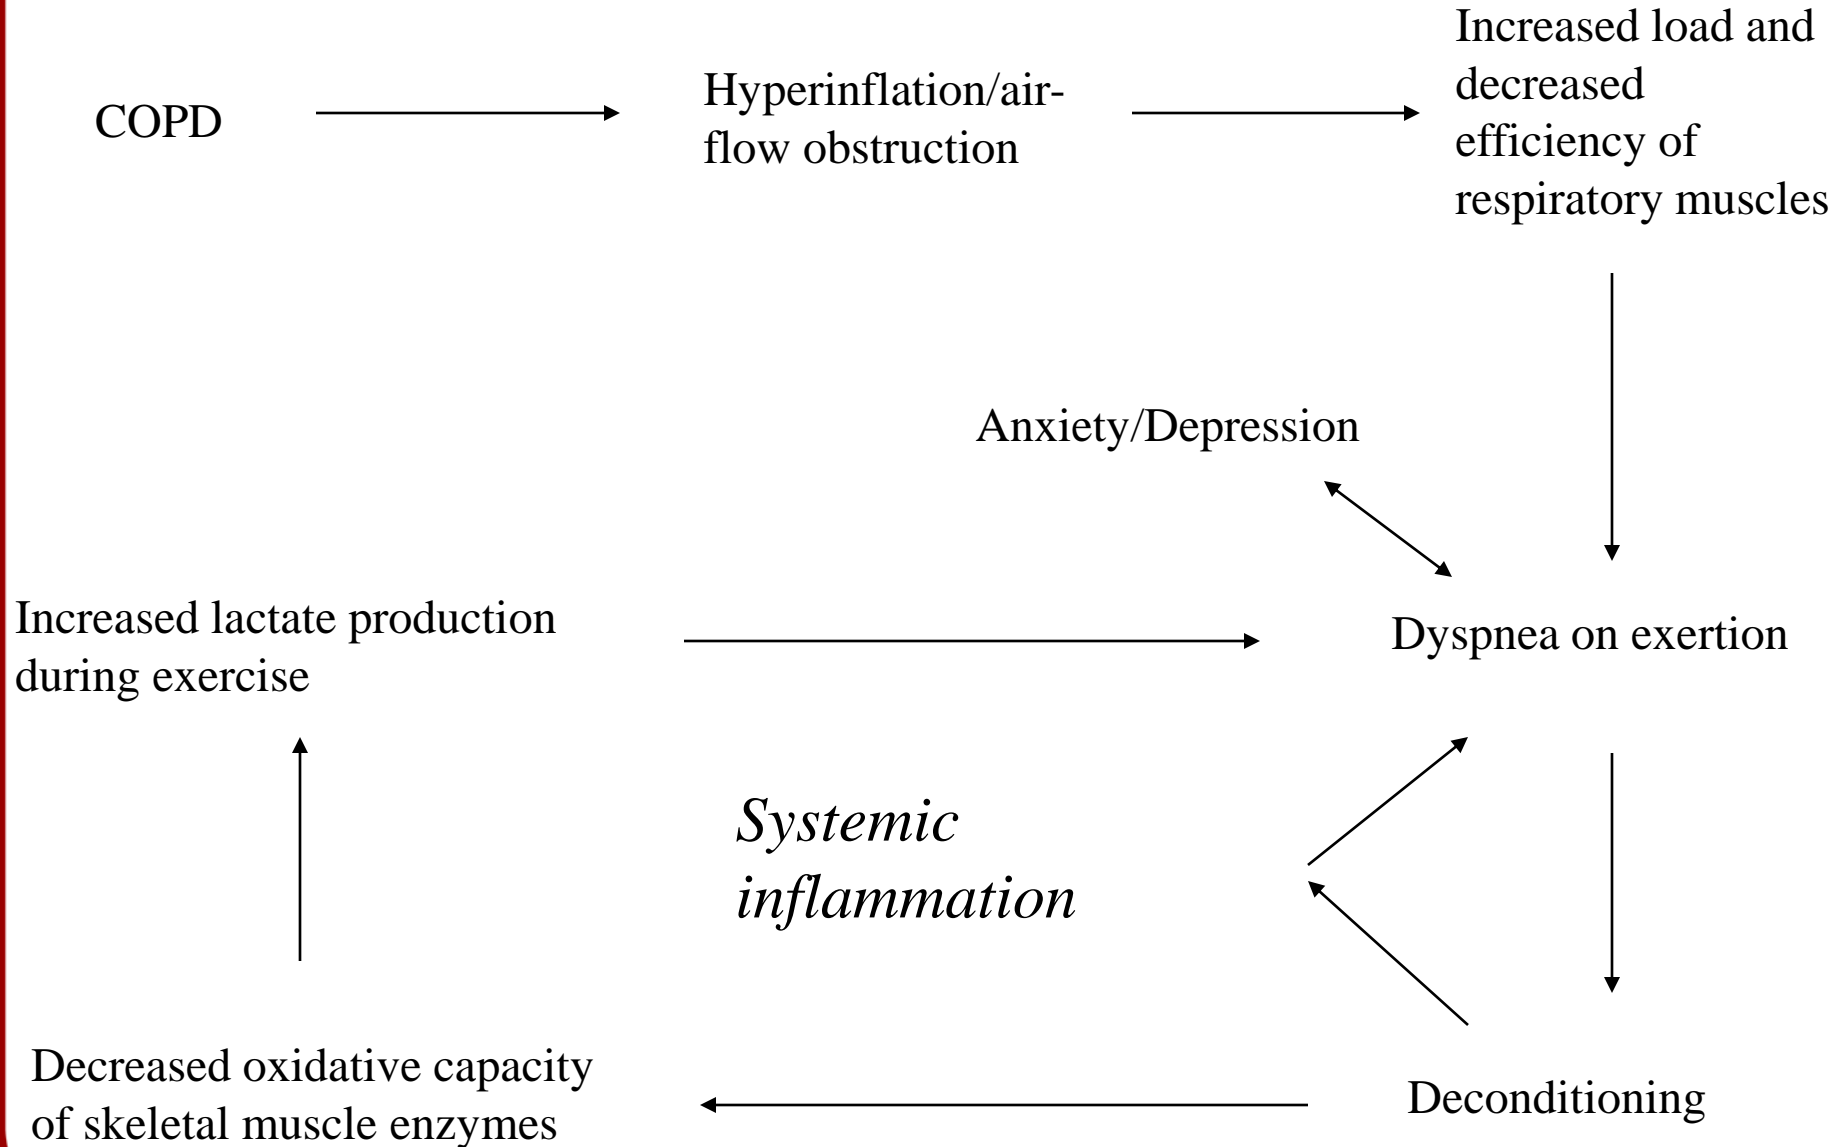 COPD
Hyperinflation/air-
flow obstruction
Increased load and
decreased
efficiency of
respiratory muscles
Anxiety/Depression
Increased lactate production
during exercise
Dyspnea on exertion
Systemic
inflammation
Decreased oxidative capacity
of skeletal muscle enzymes
Deconditioning